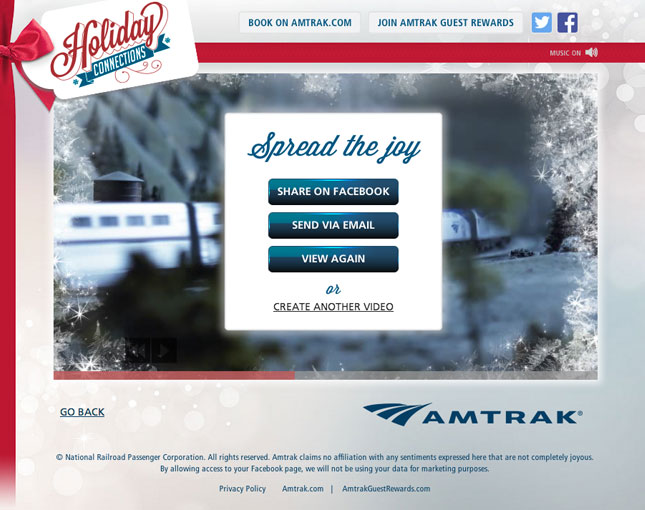 Holiday
CONNECTIONS
BOOK ON AMTRAK.COM
JOIN AMTRAK GUEST REWARDS
MUSIC ON
Spread the joy
SHARE ON FACEBOOK
SEND VIA EMAIL
VIEW AGAIN
or
CREATE ANOTHER VIDEO
GO BACK
AMTRAK®
© National Railroad Passenger Corporation. All rights reserved. Amtrak claims no affiliation with any sentiments expressed here that are not completely joyous.
By allowing access to your Facebook page, we will not be using your data for marketing purposes.
Privacy Policy Amtrak.com | AmtrakGuestRewards.com